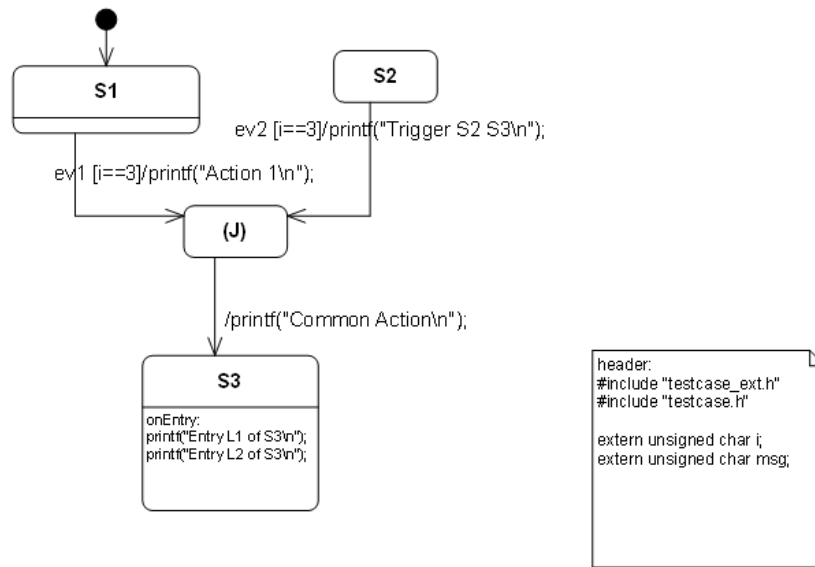 S1
S2
ev2 [i==3]/printf("Trigger S2 S3\n");
ev1 [i==3]/printf("Action 1\n");
(J)
/printf("Common Action\n");
S3
onEntry:
printf("Entry L1 of S3\n");
printf("Entry L2 of S3\n");
header:
#include "testcase_ext.h"
#include "testcase.h"
extern unsigned char i;
extern unsigned char msg;